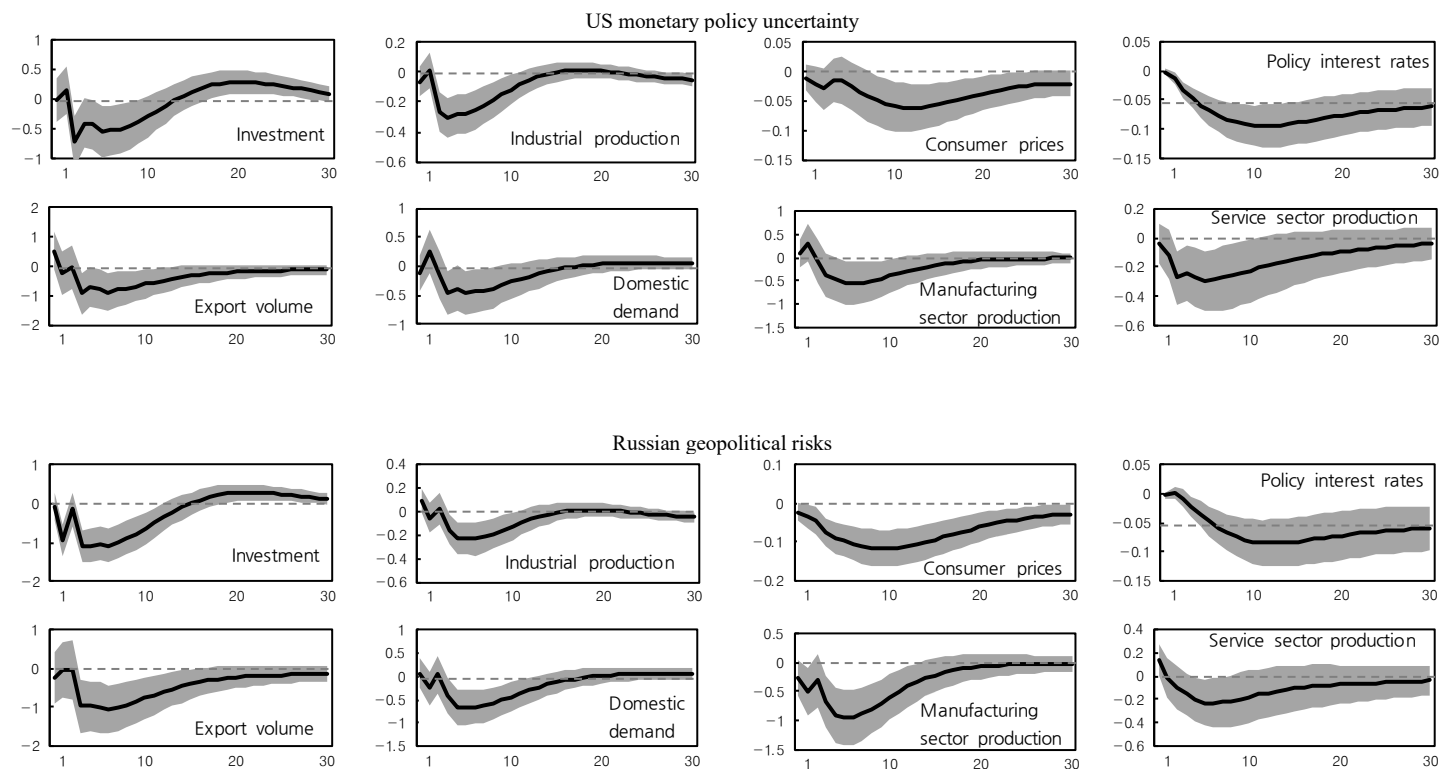 US monetary policy uncertainty
1
0.5
0
−0.5
−1
Investment
1 10 20 30
0.2
0
−0.2
−0.4
−0.6
Industrial production
1 10 20 30
0.05
0
−0.05
−0.1
−0.15
Consumer prices
1 10 20 30
0.05
0
−0.05
−0.1
−0.15
Policy interest rates
1 10 20 30
2
1
0
−1
−2
Export volume
1 10 20 30
1
0.5
0
−0.5
−1
Domestic
demand
1 10 20 30
1
0.5
0
−0.5
−1
−1.5
Manufacturing
sector production
1 10 20 30
0.2
0
−0.2
−0.4
−0.6
Service sector production
1 10 20 30
Russian geopolitical risks
1
0
−1
−2
Investment
1 10 20 30
0.4
0.2
0
−0.2
−0.4
−0.6
Industrial production
1 10 20 30
0.1
0
−0.1
−0.2
Consumer prices
1 10 20 30
0.05
0
−0.05
−0.1
−0.15
Policy interest rates
1 10 20 30
1
0
−1
−2
Export volume
1 10 20 30
1
0.5
0
−0.5
−1
−1.5
Domestic
demand
1 10 20 30
0.5
0
−0.5
−1
−1.5
Manufacturing
sector production
1 10 20 30
0.4
0.2
0
−0.2
−0.4
−0.6
Service sector production
1 10 20 30